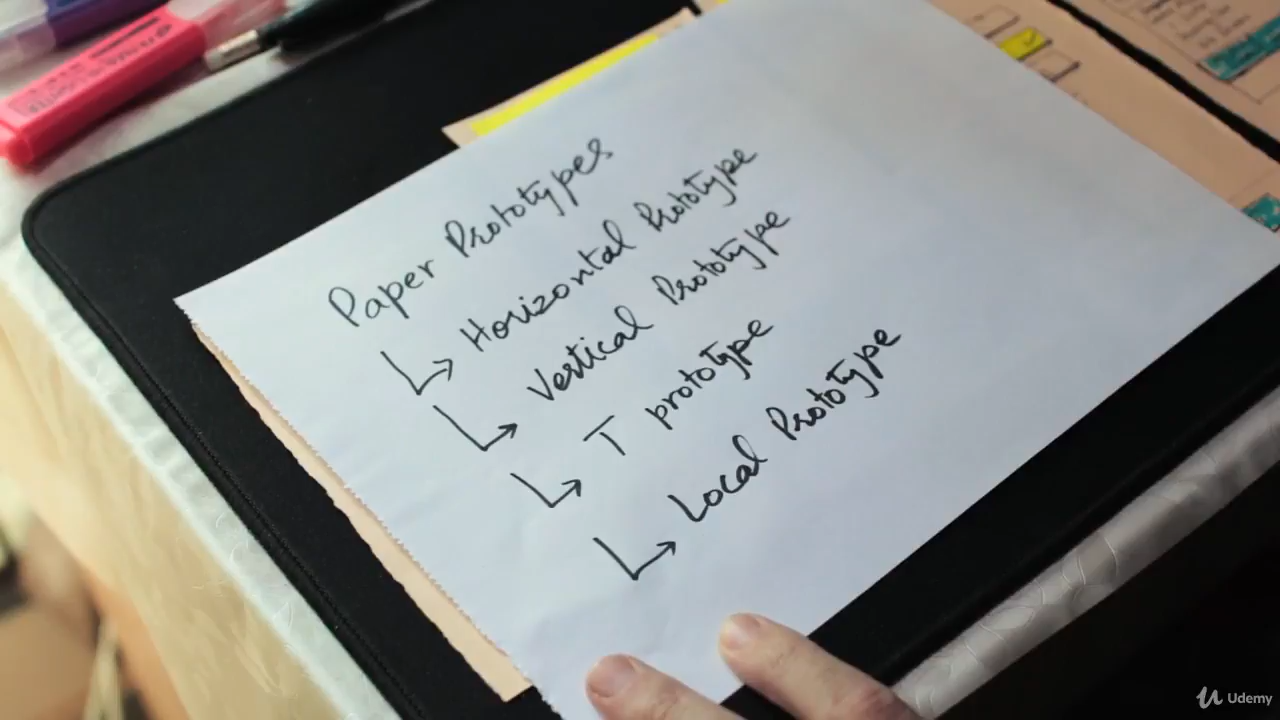 Paper Prototypes
Horizontal Prototype
Vertical Prototype
T prototype
Local Prototype
Udemy